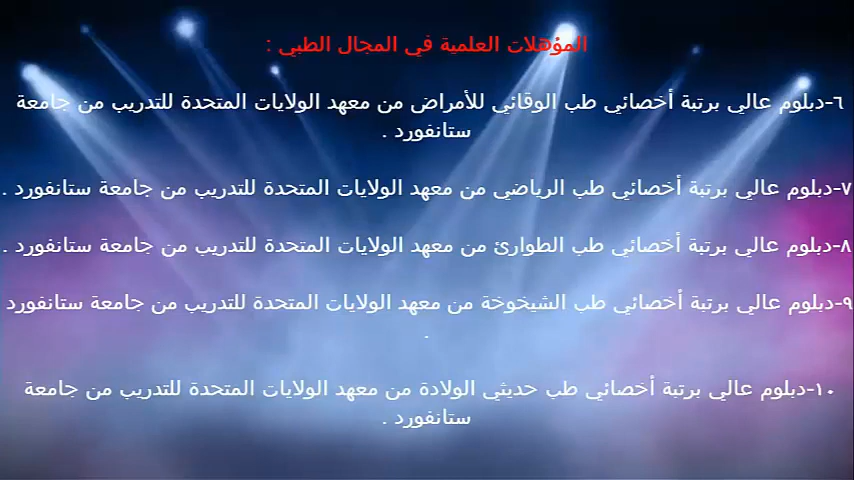 المؤهلات العلمية في المجال الطبي :
٦-دبلوم عالي برتبة أخصائي طب الوقائي للأمراض من معهد الولايات المتحدة للتدريب من جامعة
ستانفورد .
٧-دبلوم عالي برتبة أخصائي طب الرياضي من معهد الولايات المتحدة للتدريب من جامعة ستانفورد .
٨-دبلوم عالي برتبة أخصائي طب الطوارئ من معهد الولايات المتحدة للتدريب من جامعة ستانفورد .
٩-دبلوم عالي برتبة أخصائي طب الشيخوخة من معهد الولايات المتحدة للتدريب من جامعة ستانفورد
.
١٠-دبلوم عالي برتبة أخصائي طب حديثي الولادة من معهد الولايات المتحدة للتدريب من جامعة
ستانفورد .